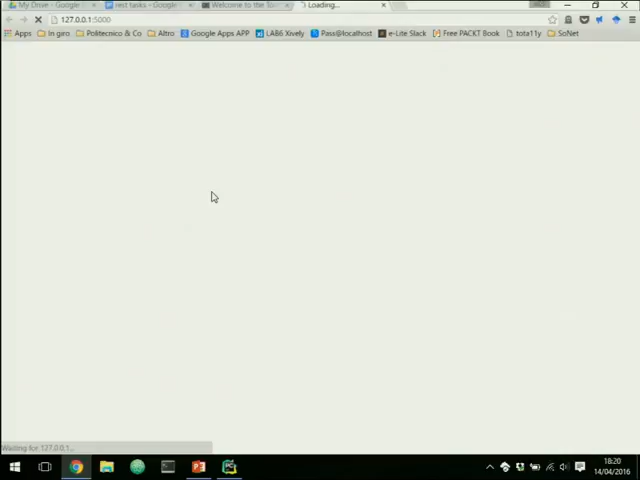 My Drive - Google
rest tasks - Google
Welcome to the
Loading...
127.0.0.1:5000
Apps
In giro
Politecnico & Co
Altro
Google Apps APP
LAB6 Xively
Pass@localhost
e-Lite Slack
Free PACKT Book
tota11y
SoNet
Waiting for 127.0.0.1...
18:20
14/04/2016